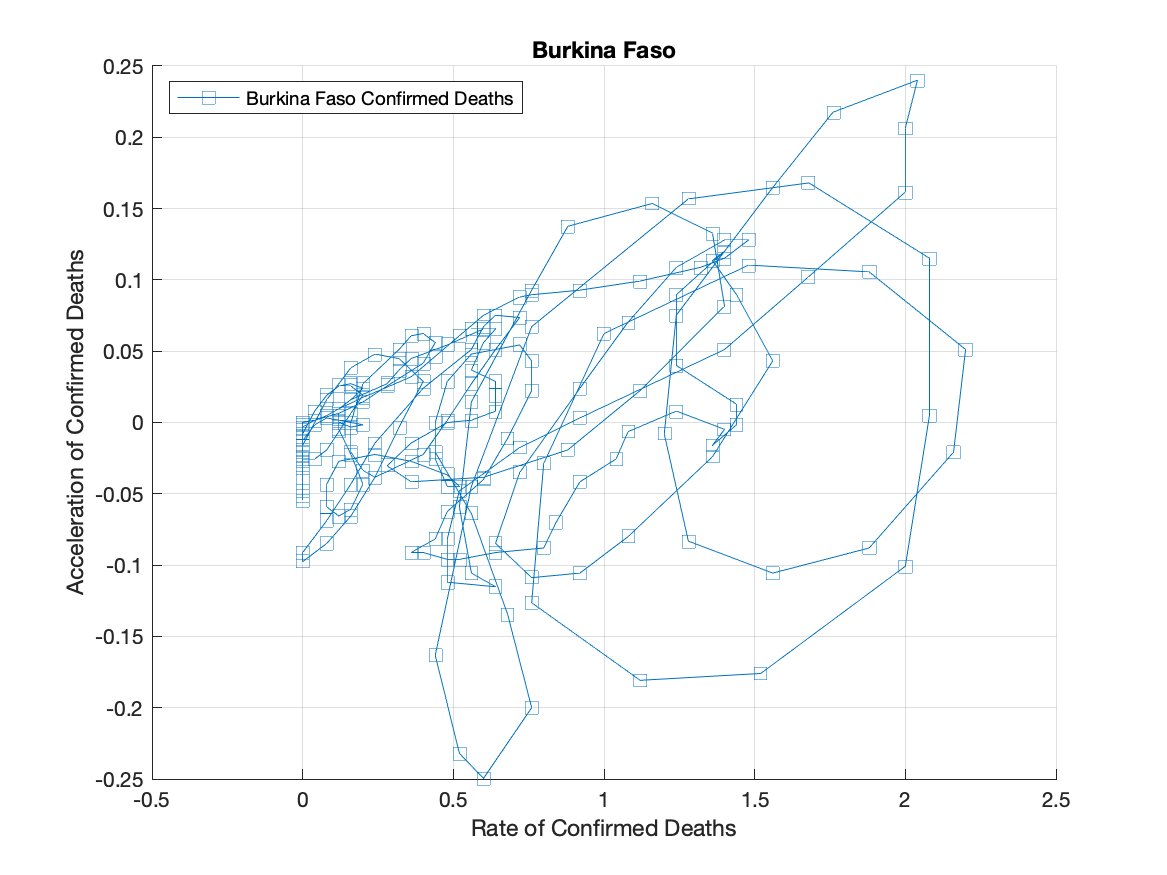 Burkina Faso
Burkina Faso Confirmed Deaths
0.25
0.2
0.15
0.1
0.05
0
-0.05
-0.1
-0.15
-0.2
-0.25
Acceleration of Confirmed Deaths
-0.5 0 0.5 1 1.5 2 2.5
Rate of Confirmed Deaths